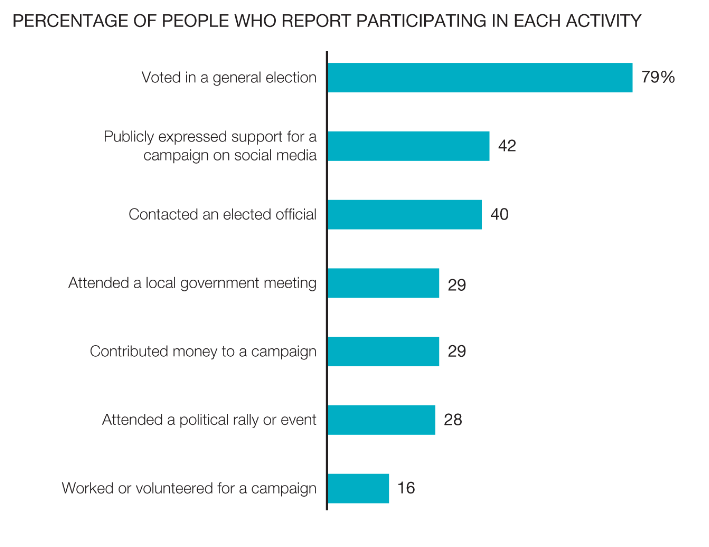 PERCENTAGE OF PEOPLE WHO REPORT PARTICIPATING IN EACH ACTIVITY
Voted in a general election 79%
Publicly expressed support for a
campaign on social media 42
Contacted an elected official 40
Attended a local government meeting 29
Contributed money to a campaign 29
Attended a political rally or event 28
Worked or volunteered for a campaign 16